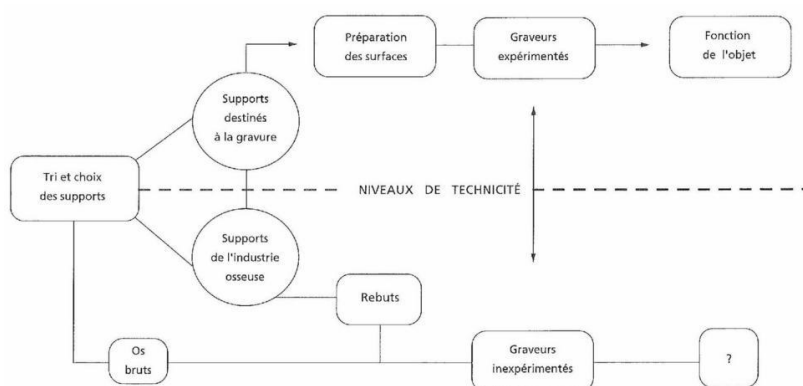 Préparation
des surfaces
Graveurs
expérimentés
Fonction
de l'objet
Supports
destinés
à la gravure
Tri et choix
des supports
NIVEAUX DE TECHNICITÉ
Supports
de l'industrie
osseuse
Rebuts
Os
bruts
Graveurs
inexpérimentés
?